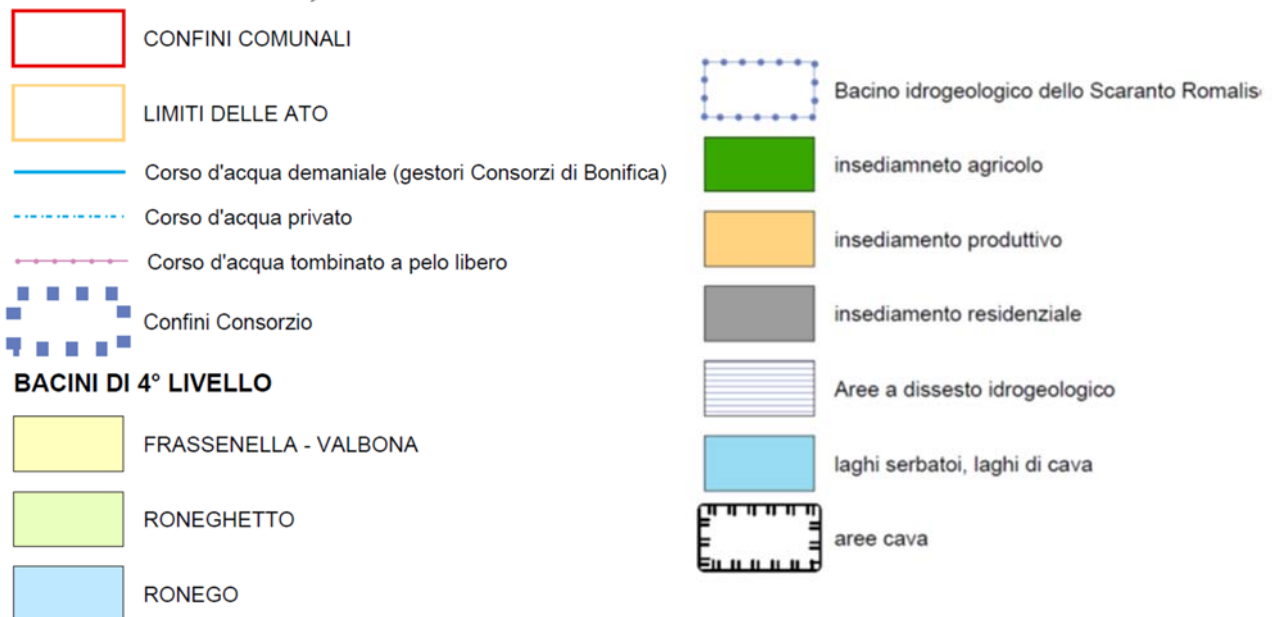 CONFINI COMUNALI
LIMITI DELLE ATO
Corso d'acqua demaniale (gestori Consorzi di Bonifica)
Corso d'acqua privato
Corso d'acqua tombinato a pelo libero
Confini Consorzio
BACINI DI 4° LIVELLO
FRASSENELLA - VALBONA
RONEGHETTO
RONEGO
Bacino idrogeologico dello Scaranto
insediamneto agricolo
insediamento produttivo
insediamento residenziale
Aree a dissesto idrogeologico
laghi serbatoi, laghi di cava
aree cava